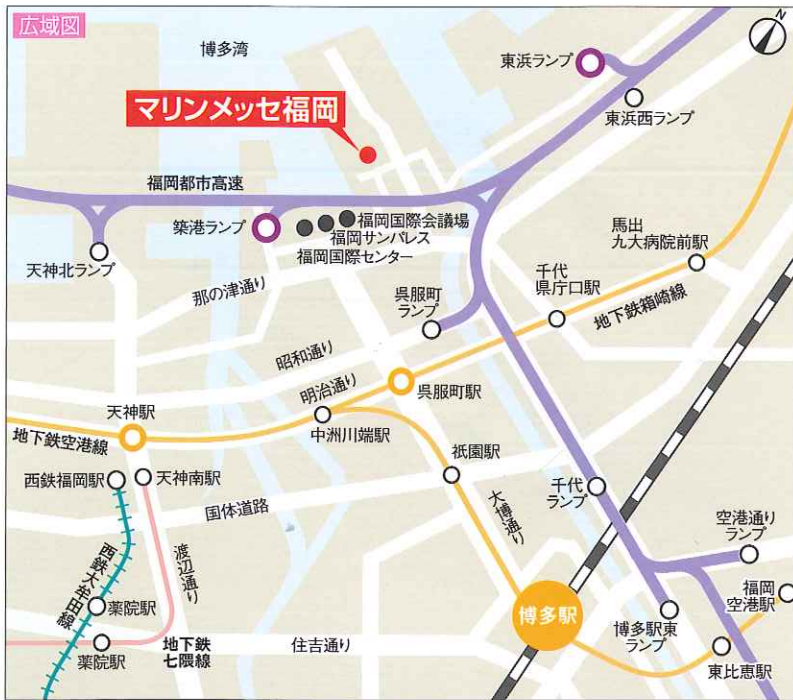 広域図
N
博多湾
東浜ランプ
マリンメッセ福岡
東浜西ランプ
福岡都市高速
築港ランプ
福岡国際会議場
福岡サンパレス
福岡国際センター
天神北ランプ
馬出
九大病院前駅
千代
県庁口駅
那の津通り
呉服町
ランプ
地下鉄箱崎線
昭和通り
明治通り
呉服町駅
天神駅
中洲川端駅
地下鉄空港線
祇園駅
西鉄福岡駅
天神南駅
千代
ランプ
国体道路
大博通り
空港通り
ランプ
渡辺通り
西鉄大牟田線
福岡
空港駅
薬院駅
博多駅
博多駅東
ランプ
住吉通り
地下鉄
七隈線
薬院駅
東比恵駅